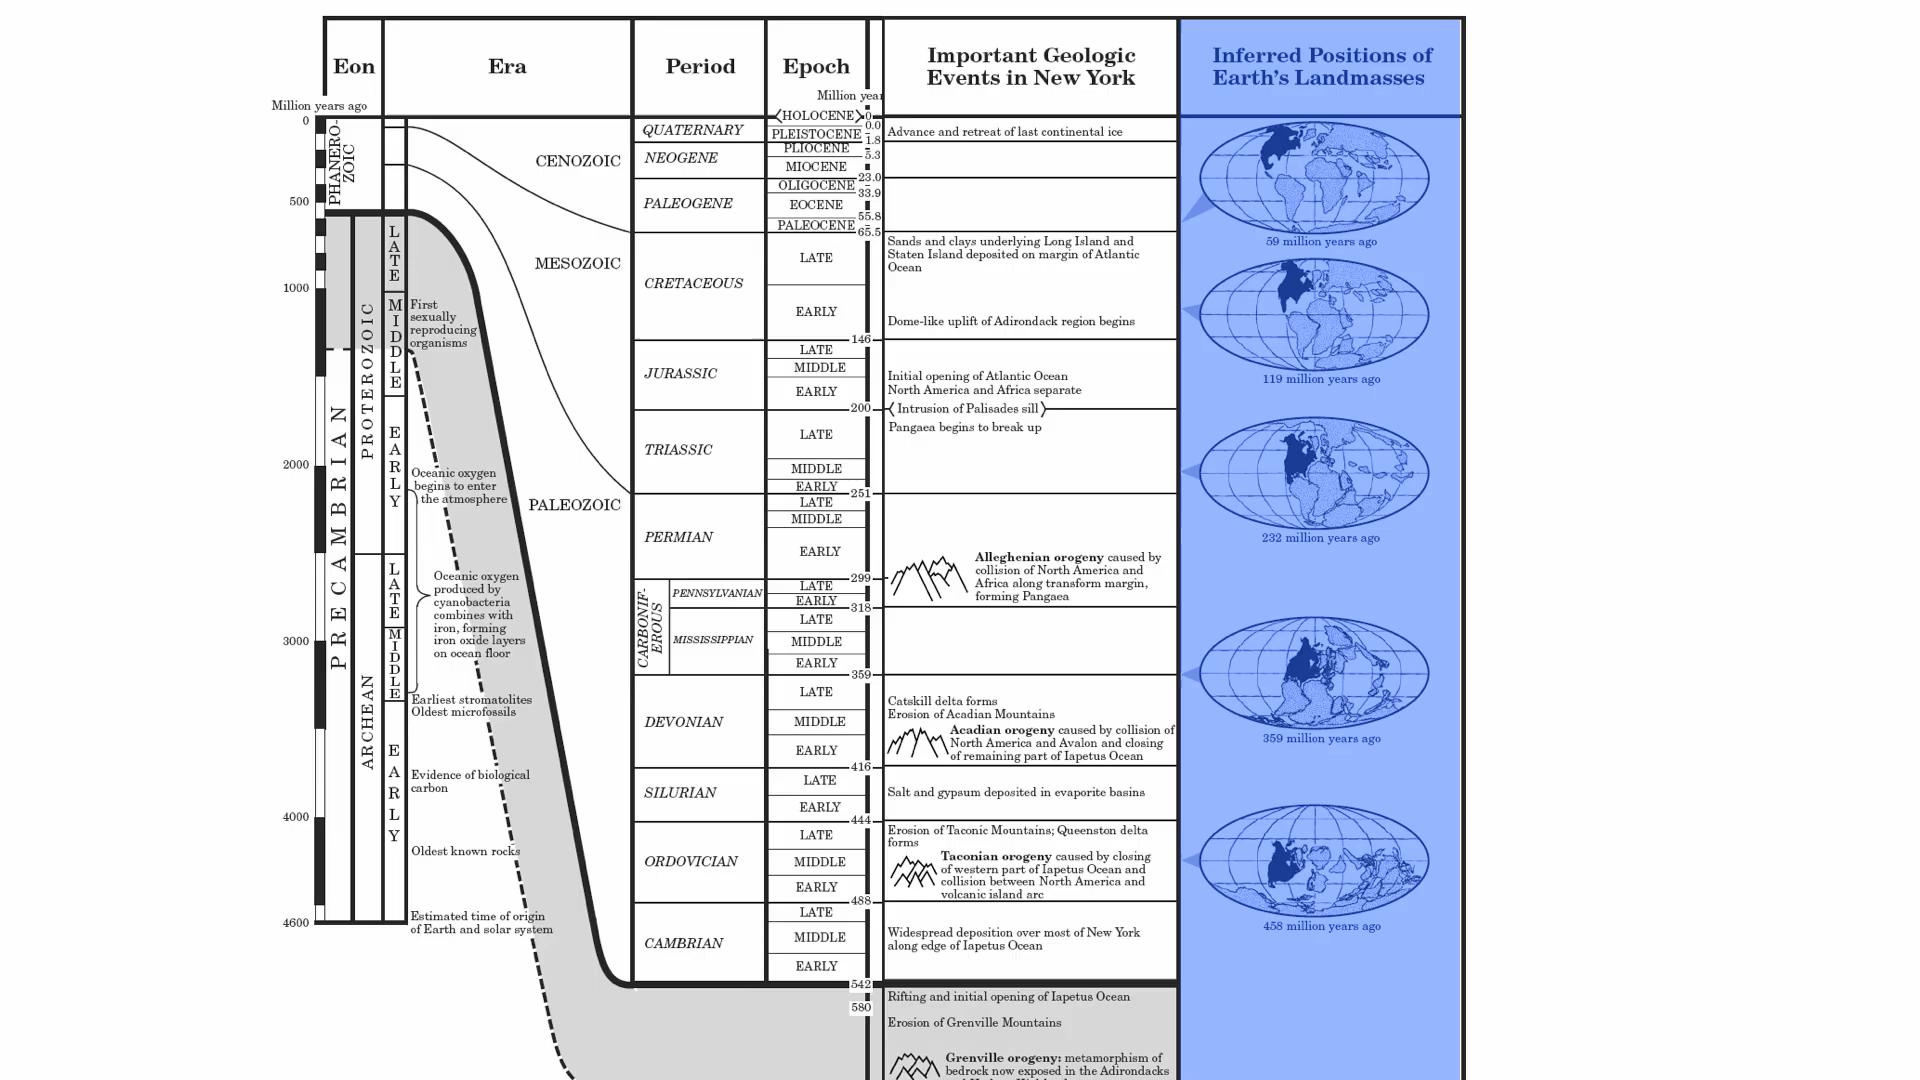 Eon
Era
Period
Epoch
Important Geologic
Events in New York
Inferred Positions of
Earth's Landmasses
Million years ago
0
500
1000
2000
3000
4000
4600
PHANERO-
ZOIC
PRECAMBRIAN
PROTEROZOIC
ARCHEAN
LATE
MIDDLE
EARLY
LATE
MIDDLE
EARLY
First
sexually
reproducing
organisms
Oceanic oxygen
begins to enter
the atmosphere
Oceanic oxygen
produced by
cyanobacteria
combines with
iron, forming
iron oxide layers
on ocean floor
Earliest stromatolites
Oldest microfossils
Evidence of biological
carbon
Oldest known rocks
Estimated time of origin
of Earth and solar system
CENOZOIC
MESOZOIC
PALEOZOIC
QUATERNARY
NEOGENE
PALEOGENE
CRETACEOUS
JURASSIC
TRIASSIC
PERMIAN
CARBONIF-
EROUS
PENNSYLVANIAN
MISSISSIPPIAN
DEVONIAN
SILURIAN
ORDOVICIAN
CAMBRIAN
Million year
HOLOCENE 0
0.0
PLEISTOCENE
1.8
PLIOCENE
5.3
MIOCENE
23.0
OLIGOCENE
33.9
EOCENE
55.8
PALEOCENE
65.5
LATE
EARLY
146
LATE
MIDDLE
EARLY
200
LATE
MIDDLE
EARLY
251
LATE
MIDDLE
EARLY
299
LATE
EARLY
318
LATE
MIDDLE
EARLY
359
LATE
MIDDLE
EARLY
416
LATE
EARLY
444
LATE
MIDDLE
EARLY
488
LATE
MIDDLE
EARLY
542
580
Advance and retreat of last continental ice
Sands and clays underlying Long Island and
Staten Island deposited on margin of Atlantic
Ocean
Dome-like uplift of Adirondack region begins
Initial opening of Atlantic Ocean
North America and Africa separate
Intrusion of Palisades sill
Pangaea begins to break up
Alleghenian orogeny caused by
collision of North America and
Africa along transform margin,
forming Pangaea
Catskill delta forms
Erosion of Acadian Mountains
Acadian orogeny caused by collision of
North America and Avalon and closing
of remaining part of Iapetus Ocean
Salt and gypsum deposited in evaporite basins
Erosion of Taconic Mountains; Queenston delta
forms
Taconian orogeny caused by closing
of western part of Iapetus Ocean and
collision between North America and
volcanic island arc
Widespread deposition over most of New York
along edge of Iapetus Ocean
Rifting and initial opening of Iapetus Ocean
Erosion of Grenville Mountains
Grenville orogeny: metamorphism of
bedrock now exposed in the Adirondacks
59 million years ago
119 million years ago
232 million years ago
359 million years ago
458 million years ago